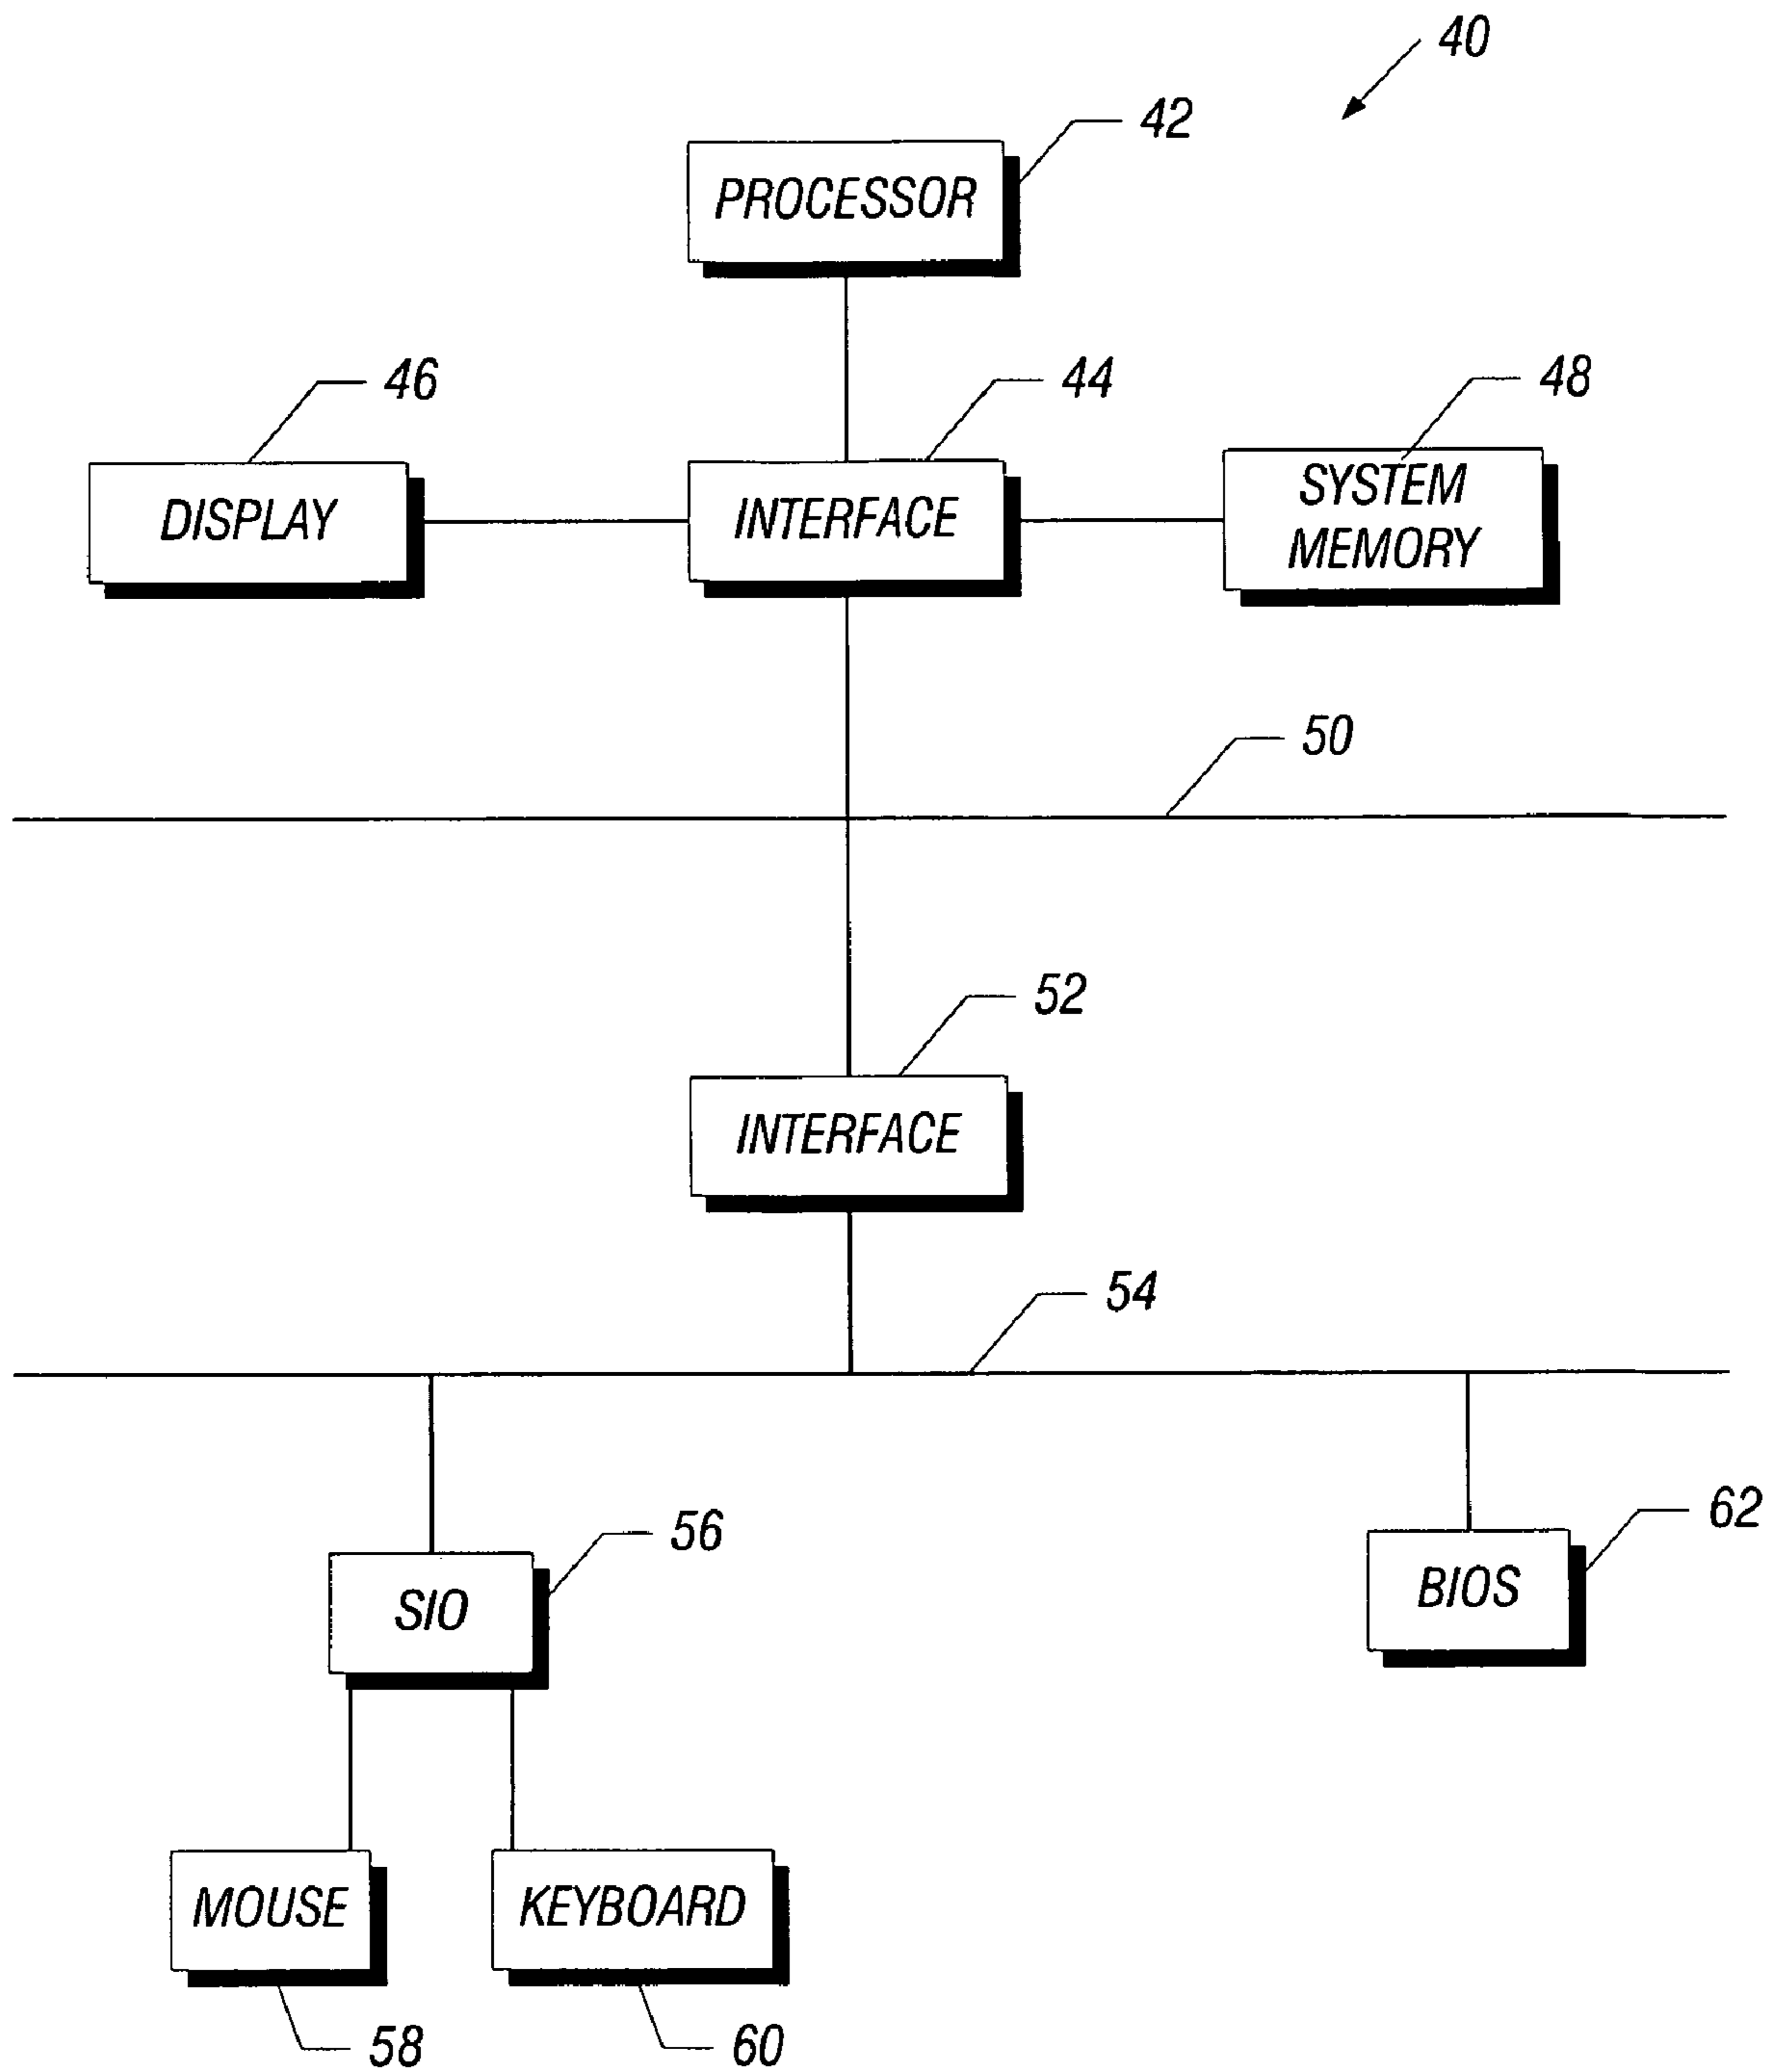 40
42
PROCESSOR
46
44
48
DISPLAY
INTERFACE
SYSTEM
MEMORY
50
52
INTERFACE
54
56
62
SIO
BIOS
MOUSE
KEYBOARD
58
60